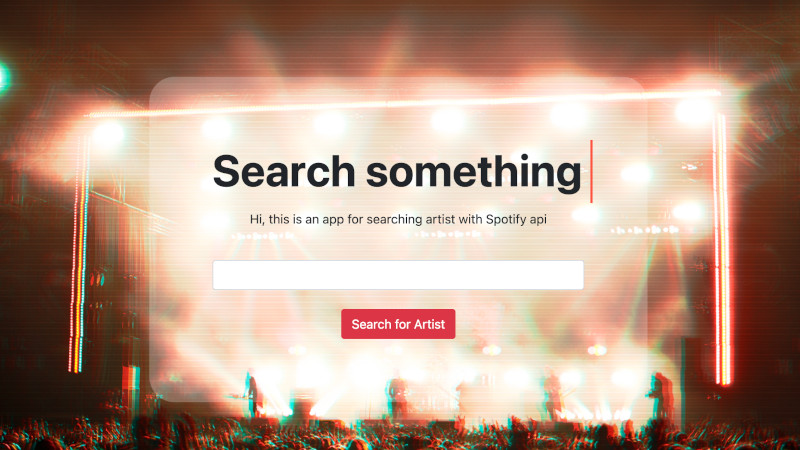 Search something
Hi, this is an app for searching artist with Spotify api
Search for Artist